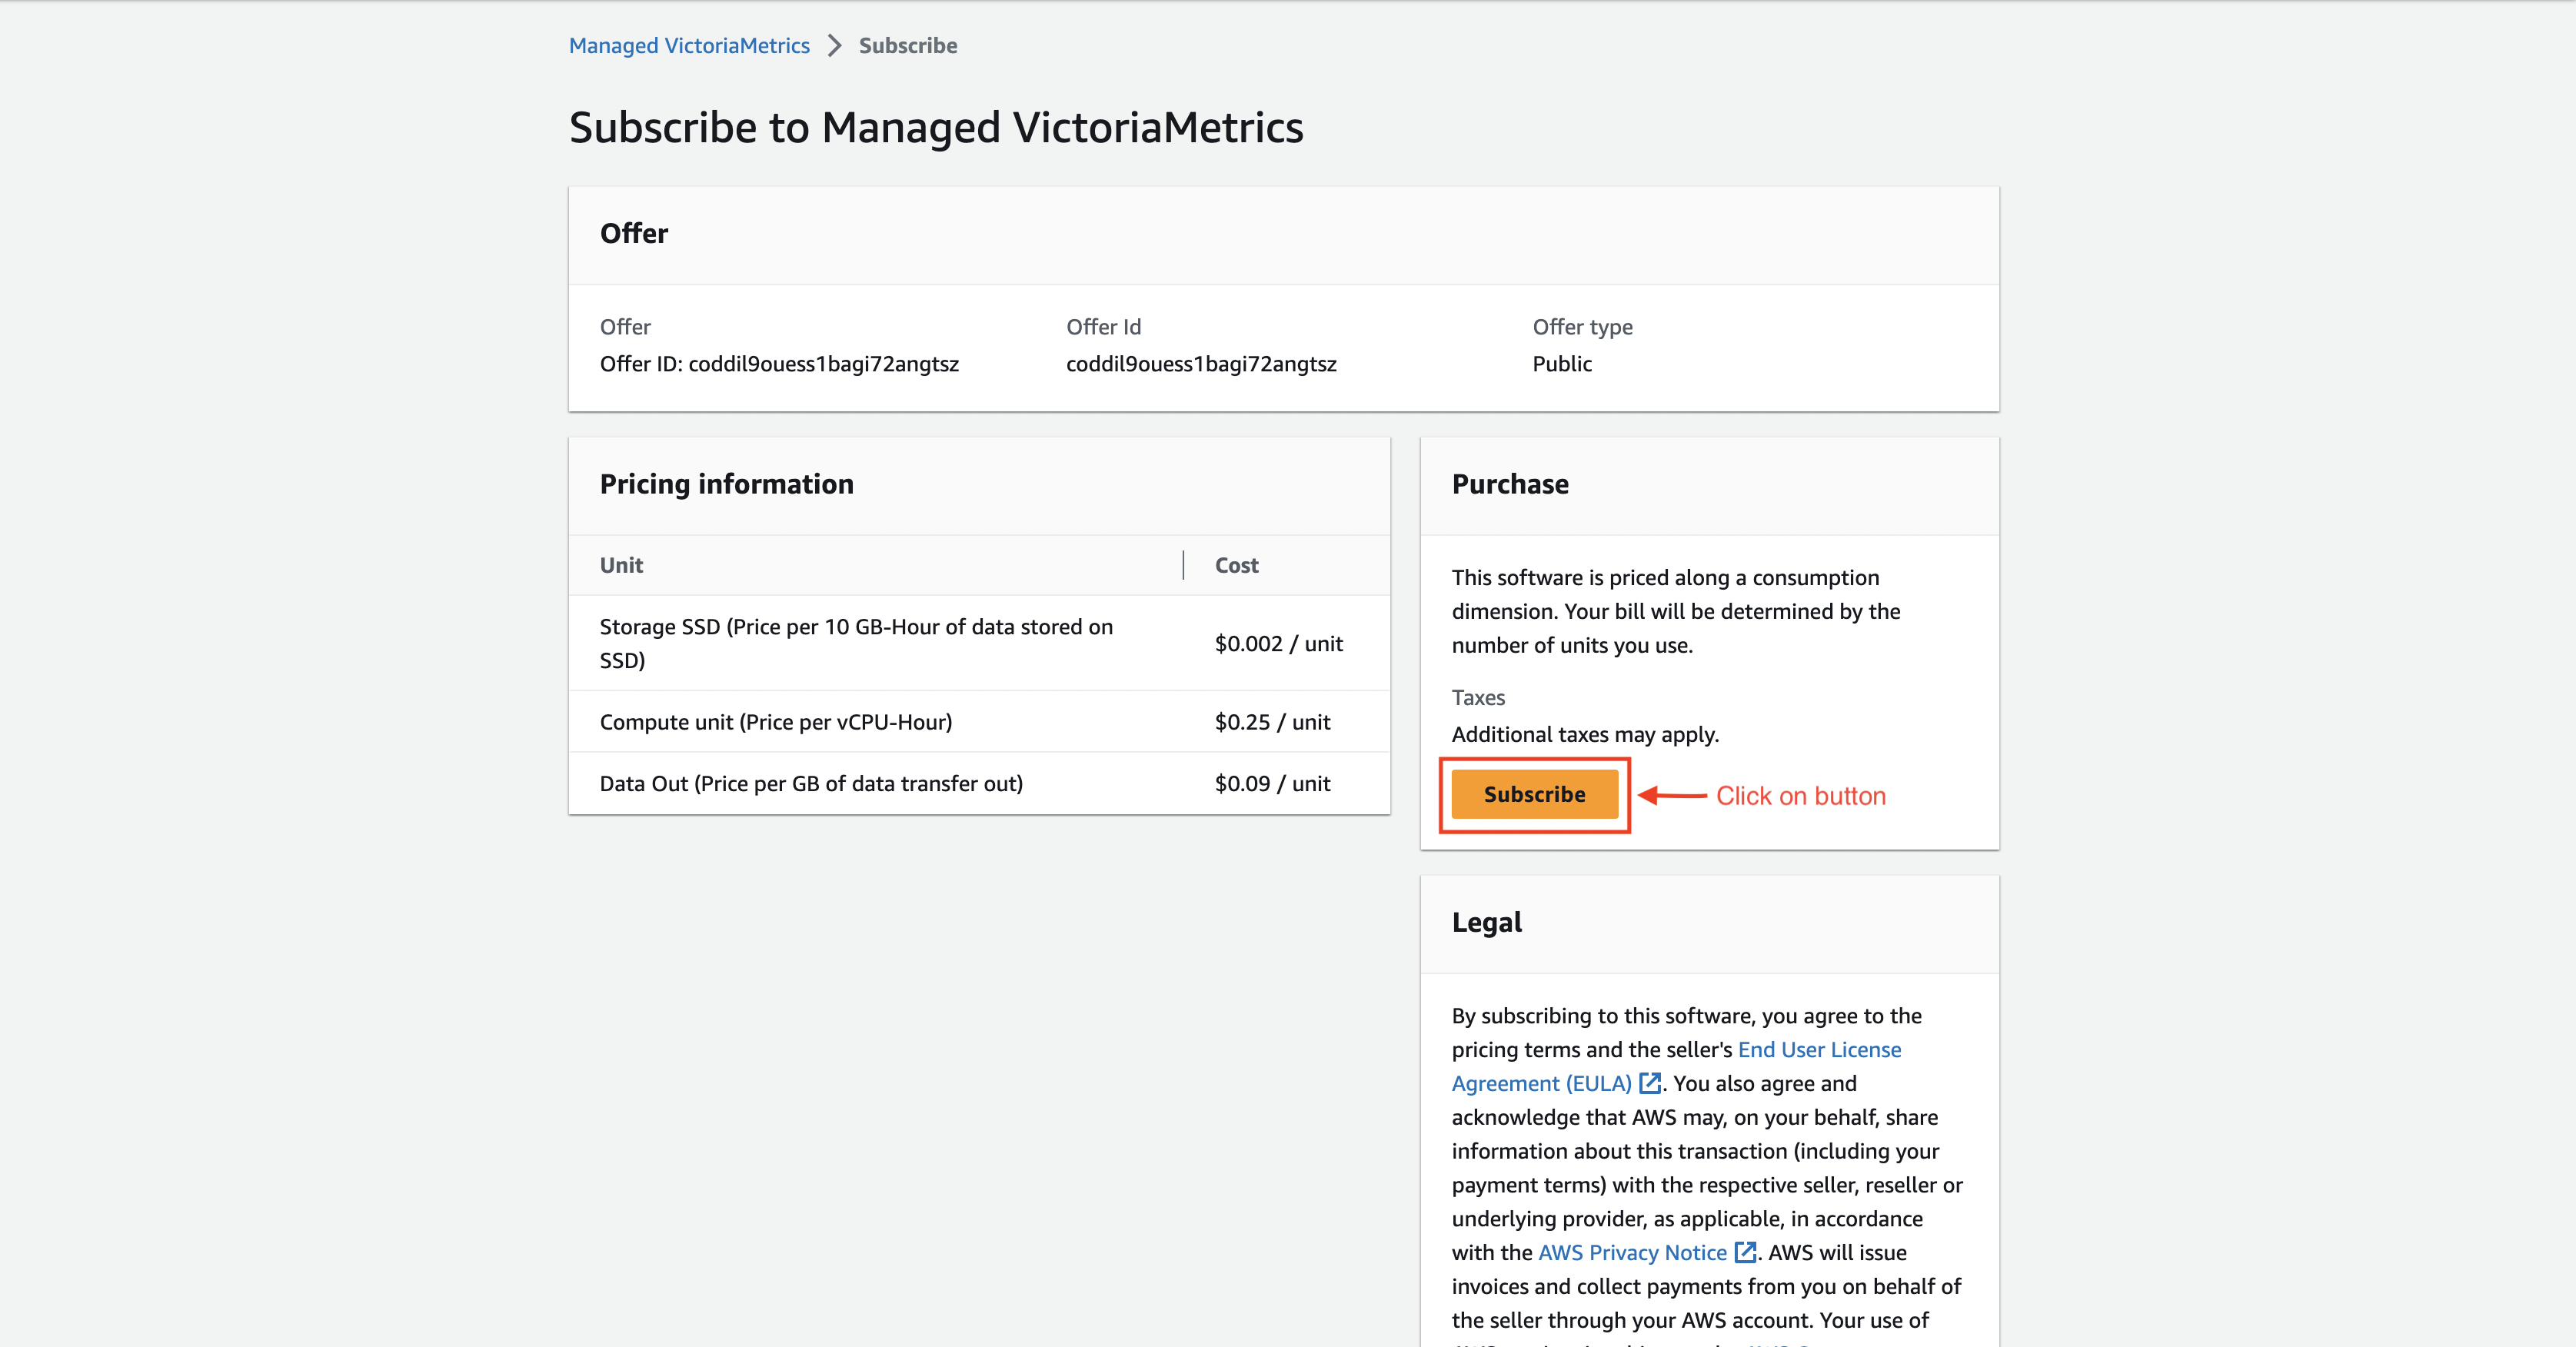 Managed VictoriaMetrics > Subscribe
Subscribe to Managed VictoriaMetrics
Offer
Offer Offer Id Offer type
Offer ID: coddil9ouess1bagi72angtsz coddil9ouess1bagi72angtsz Public
Pricing information
Unit Cost
Storage SSD (Price per 10 GB-Hour of data stored on
SSD)
$0.002 / unit
Compute unit (Price per vCPU-Hour) $0.25 / unit
Data Out (Price per GB of data transfer out) $0.09 / unit
Purchase
This software is priced along a consumption
dimension. Your bill will be determined by the
number of units you use.
Taxes
Additional taxes may apply.
Subscribe
Click on button
Legal
By subscribing to this software, you agree to the
pricing terms and the seller's End User License
Agreement (EULA). You also agree and
acknowledge that AWS may, on your behalf, share
information about this transaction (including your
payment terms) with the respective seller, reseller or
underlying provider, as applicable, in accordance
with the AWS Privacy Notice. AWS will issue
invoices and collect payments from you on behalf of
the seller through your AWS account. Your use of